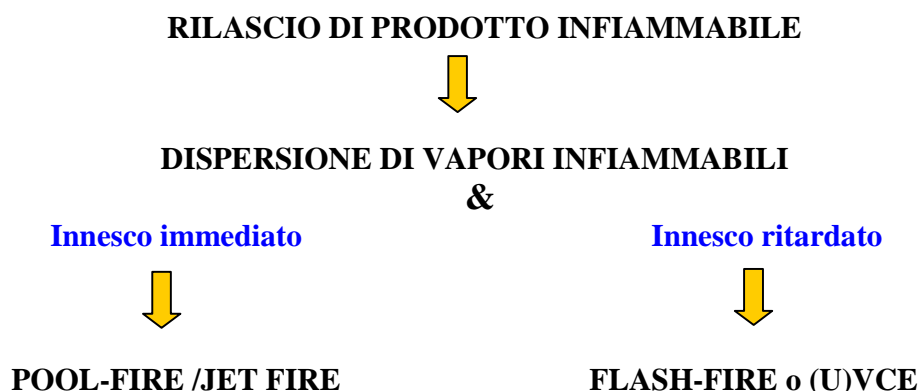 RILASCIO DI PRODOTTO INFIAMMABILE
DISPERSIONE DI VAPORI INFIAMMABILI
&
Innesco immediato
Innesco ritardato
POOL-FIRE /JET FIRE
FLASH-FIRE o (U)VCE